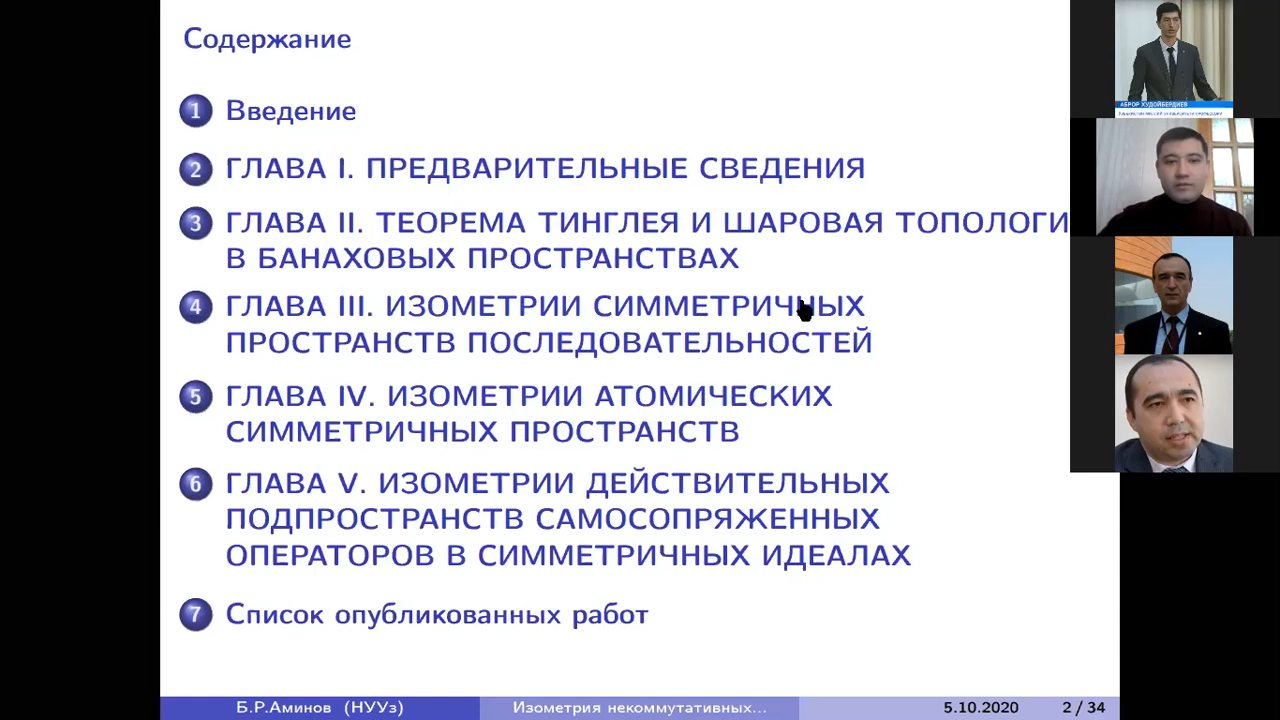 Содержание
1 Введение
2 ГЛАВА I. ПРЕДВАРИТЕЛЬНЫЕ СВЕДЕНИЯ
3 ГЛАВА II. ТЕОРЕМА ТИНГЛЕЯ И ШАРОВАЯ ТОПОЛОГИ
В БАНАХОВЫХ ПРОСТРАНСТВАХ
4 ГЛАВА III. ИЗОМЕТРИИ СИММЕТРИЧНЫХ
ПРОСТРАНСТВ ПОСЛЕДОВАТЕЛЬНОСТЕЙ
5 ГЛАВА IV. ИЗОМЕТРИИ АТОМИЧЕСКИХ
СИММЕТРИЧНЫХ ПРОСТРАНСТВ
6 ГЛАВА V. ИЗОМЕТРИИ ДЕЙСТВИТЕЛЬНЫХ
ПОДПРОСТРАНСТВ САМОСОПРЯЖЕННЫХ
ОПЕРАТОРОВ В СИММЕТРИЧНЫХ ИДЕАЛАХ
7 Список опубликованных работ
Б.Р.Аминов (НУУз) Изометрия некоммутативных... 5.10.2020 2 / 34
АБРОР ХУДОЙБЕРДИЕВ